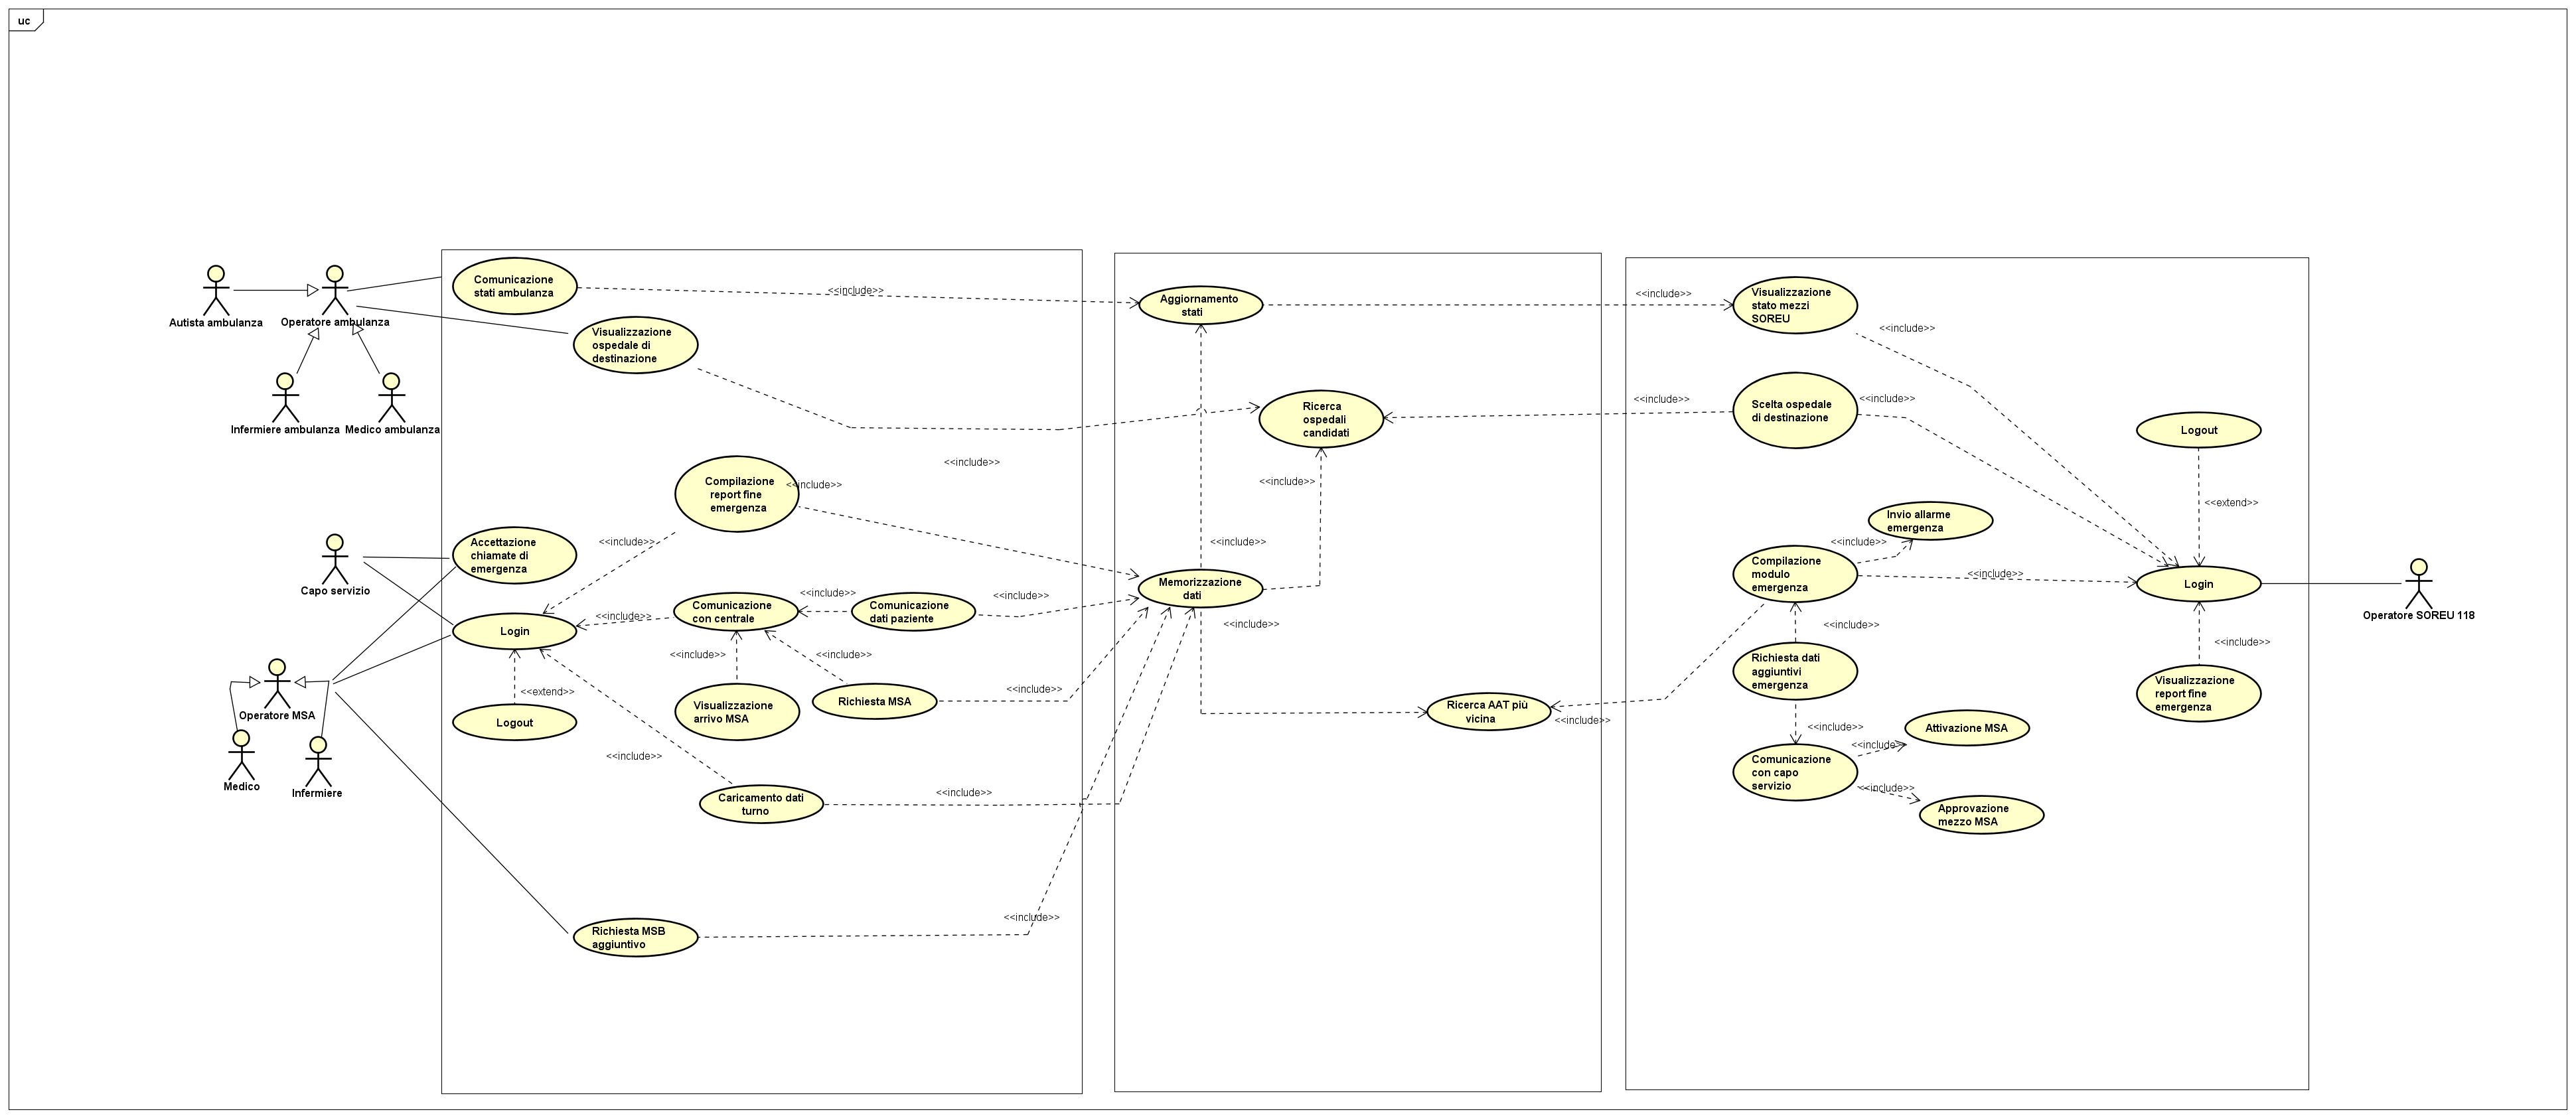 uc
Autista ambulanza
Operatore ambulanza
Infermiere ambulanza
Medico ambulanza
Capo servizio
Operatore MSA
Medico
Infermiere
Comunicazione
stati ambulanza
Visualizzazione
ospedale di
destinazione
<<include>>
<<include>>
Compilazione
report fine
emergenza
<<include>>
Accettazione
chiamate di
emergenza
<<include>>
Login
<<include>>
Comunicazione
con centrale
<<include>>
Comunicazione
dati paziente
<<include>>
<<extend>>
Logout
<<include>>
Visualizzazione
arrivo MSA
<<include>>
Richiesta MSA
<<include>>
<<include>>
Caricamento dati
turno
<<include>>
Richiesta MSB
aggiuntivo
<<include>>
Aggiornamento
stati
Ricerca
ospedali
candidati
<<include>>
<<include>>
Memorizzazione
dati
<<include>>
Ricerca AAT più
vicina
<<include>>
<<include>>
Visualizzazione
stato mezzi
SOREU
<<include>>
<<include>>
Scelta ospedale
di destinazione
<<include>>
Logout
<<extend>>
Invio allarme
emergenza
<<include>>
Compilazione
modulo
emergenza
<<include>>
Login
Operatore SOREU 118
<<include>>
Richiesta dati
aggiuntivi
emergenza
<<include>>
Visualizzazione
report fine
emergenza
<<include>>
Attivazione MSA
<<include>>
Comunicazione
con capo
servizio
<<include>>
Approvazione
mezzo MSA